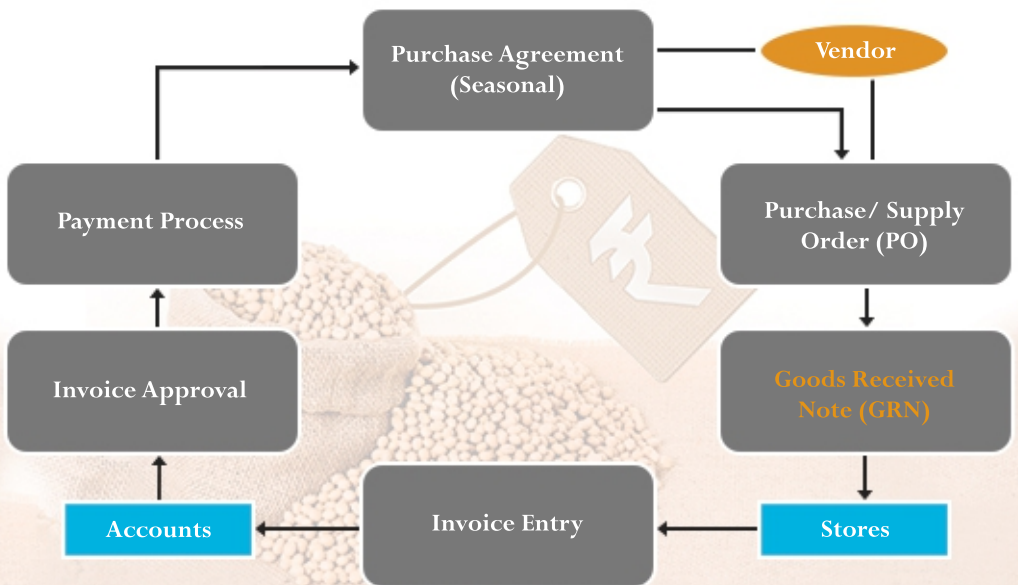 Purchase Agreement
(Seasonal)
Vendor
Payment Process
Purchase/ Supply
Order (PO)
Invoice Approval
Goods Received
Note (GRN)
Accounts
Invoice Entry
Stores